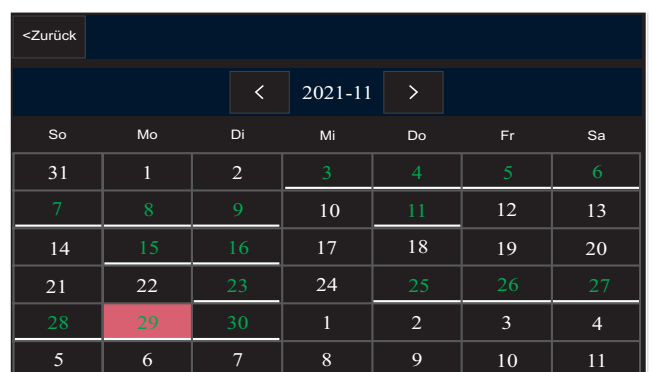 <Zurück
< 2021-11 >
So Mo Di Mi Do Fr Sa
31 1 2 3 4 5 6
7 8 9 10 11 12 13
14 15 16 17 18 19 20
21 22 23 24 25 26 27
28 29 30 1 2 3 4
5 6 7 8 9 10 11